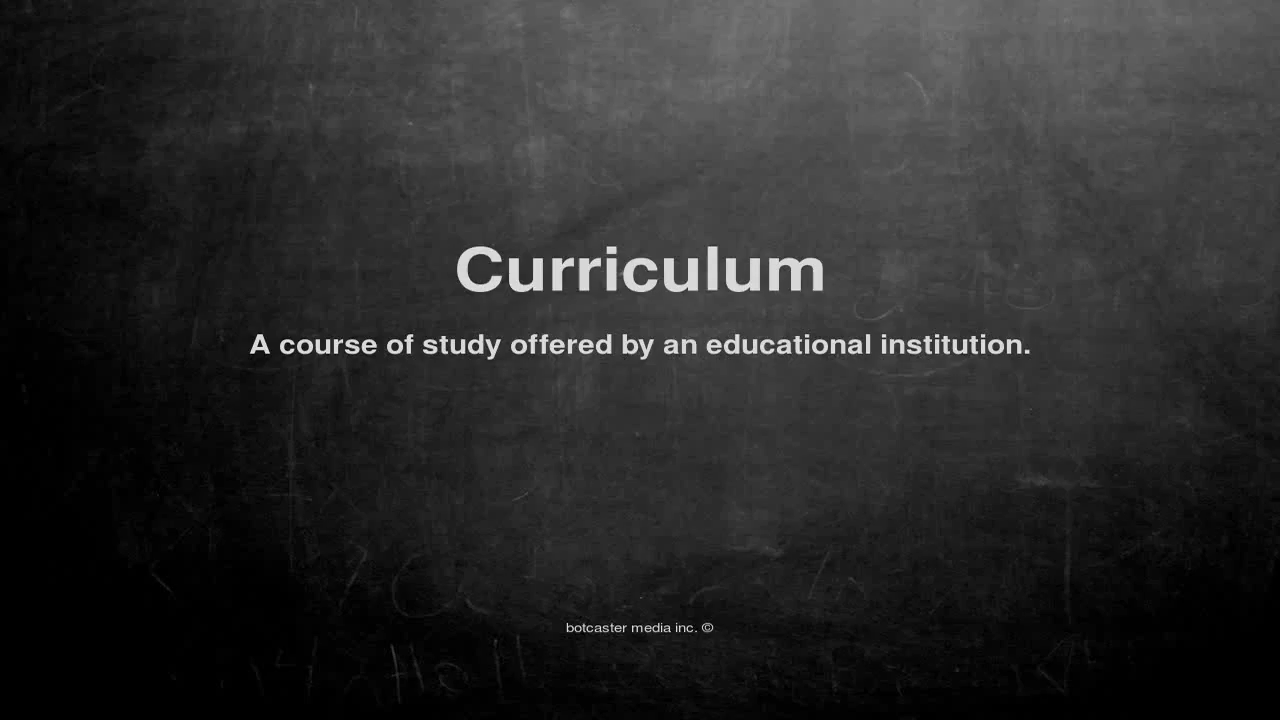 Curriculum
A course of study offered by an educational institution.
botcaster media inc. ©